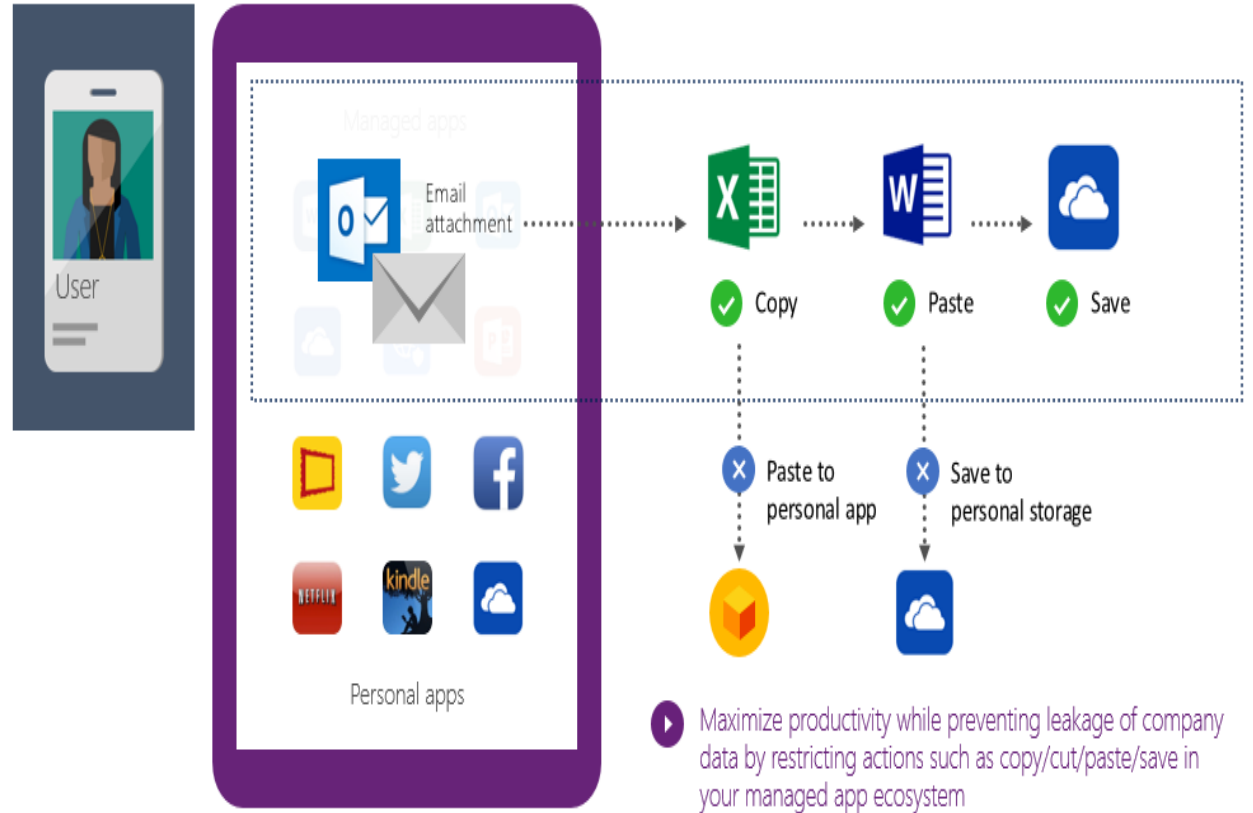 User
Managed apps
Email
attachment
Copy
Paste
Save
Paste to
personal app
Save to
personal storage
NETFLIX
kindle
Personal apps
Maximize productivity while preventing leakage of company
data by restricting actions such as copy/cut/paste/save in
your managed app ecosystem